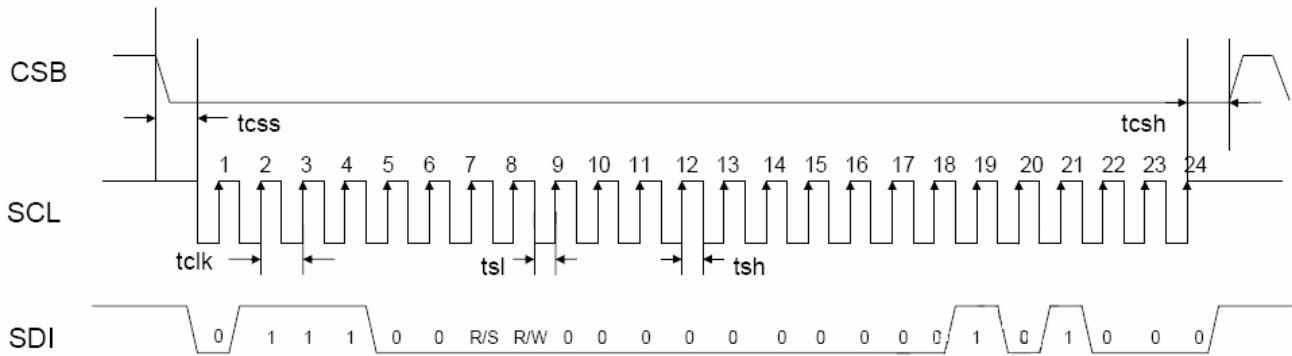 CSB
tcss
tcsh
1 2 3 4 5 6 7 8 9 10 11 12 13 14 15 16 17 18 19 20 21 22 23 24
SCL
tclk
tsl
tsh
SDI
0 1 1 1 0 0 R/S R/W 0 0 0 0 0 0 0 0 0 0 1 0 1 0 0 0